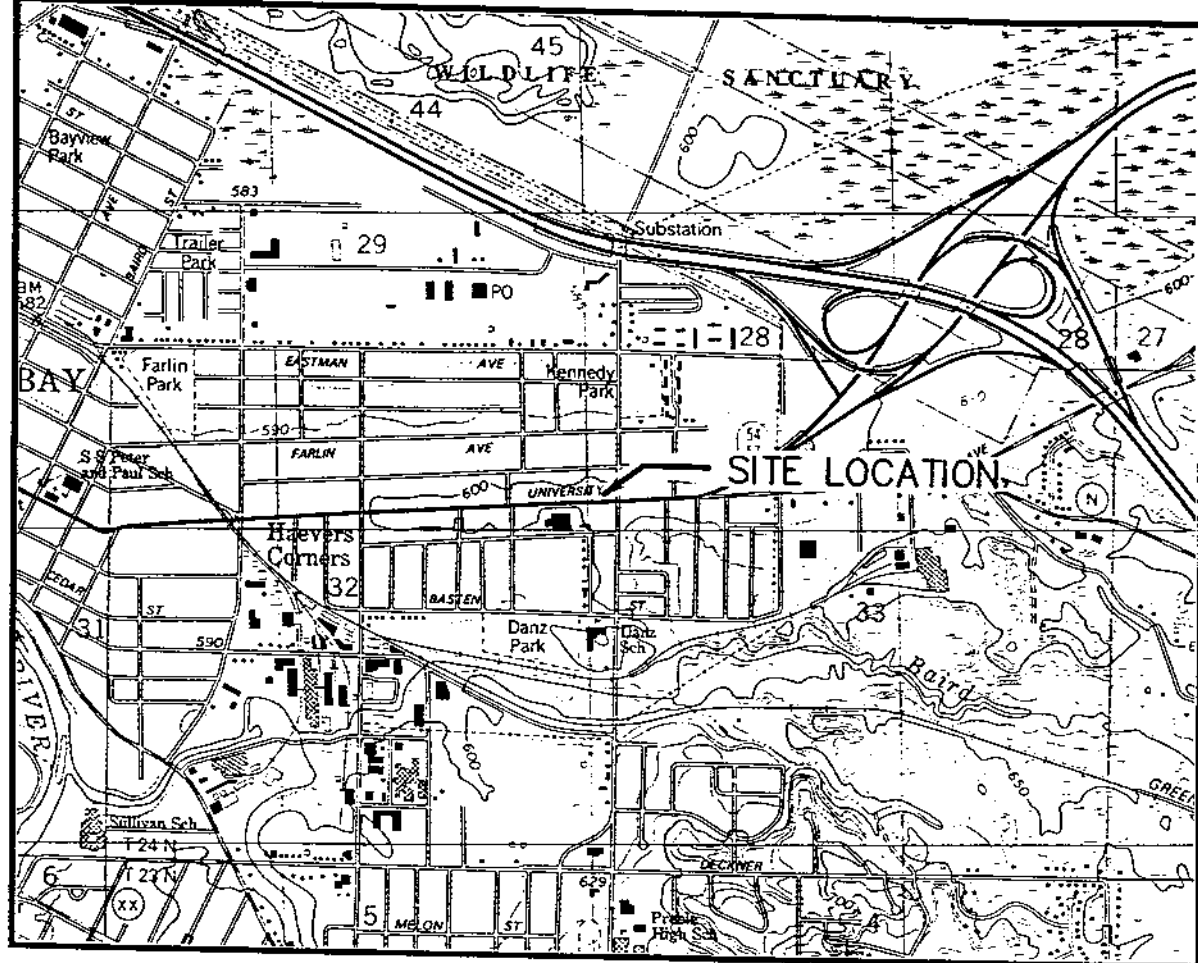 45
WILDLIFE
SANCTUARY
44
ST
Bayview
Park
600
AVE
ST
583
BAIRD
Trailer
Park
29
Substation
BM
582
PO
600
28
28
27
EASTMAN
AVE
Farlin
Park
Kennedy
Park
BAY
590
FARLIN
AVE
54
AVE
S S Peter
and Paul Sch
SITE LOCATION
600
UNIVERSITY
N
Haevers
Corners
32
CEDAR
ST
BASTEN
ST
31
590
Danz
Park
Danz
Sch
33
Baird
RIVER
600
650
GREEN
Sullivan Sch
T 24 N
T 23 N
6
XX
DECKNER
629
5
MELON
ST
Preble
High Sch
4